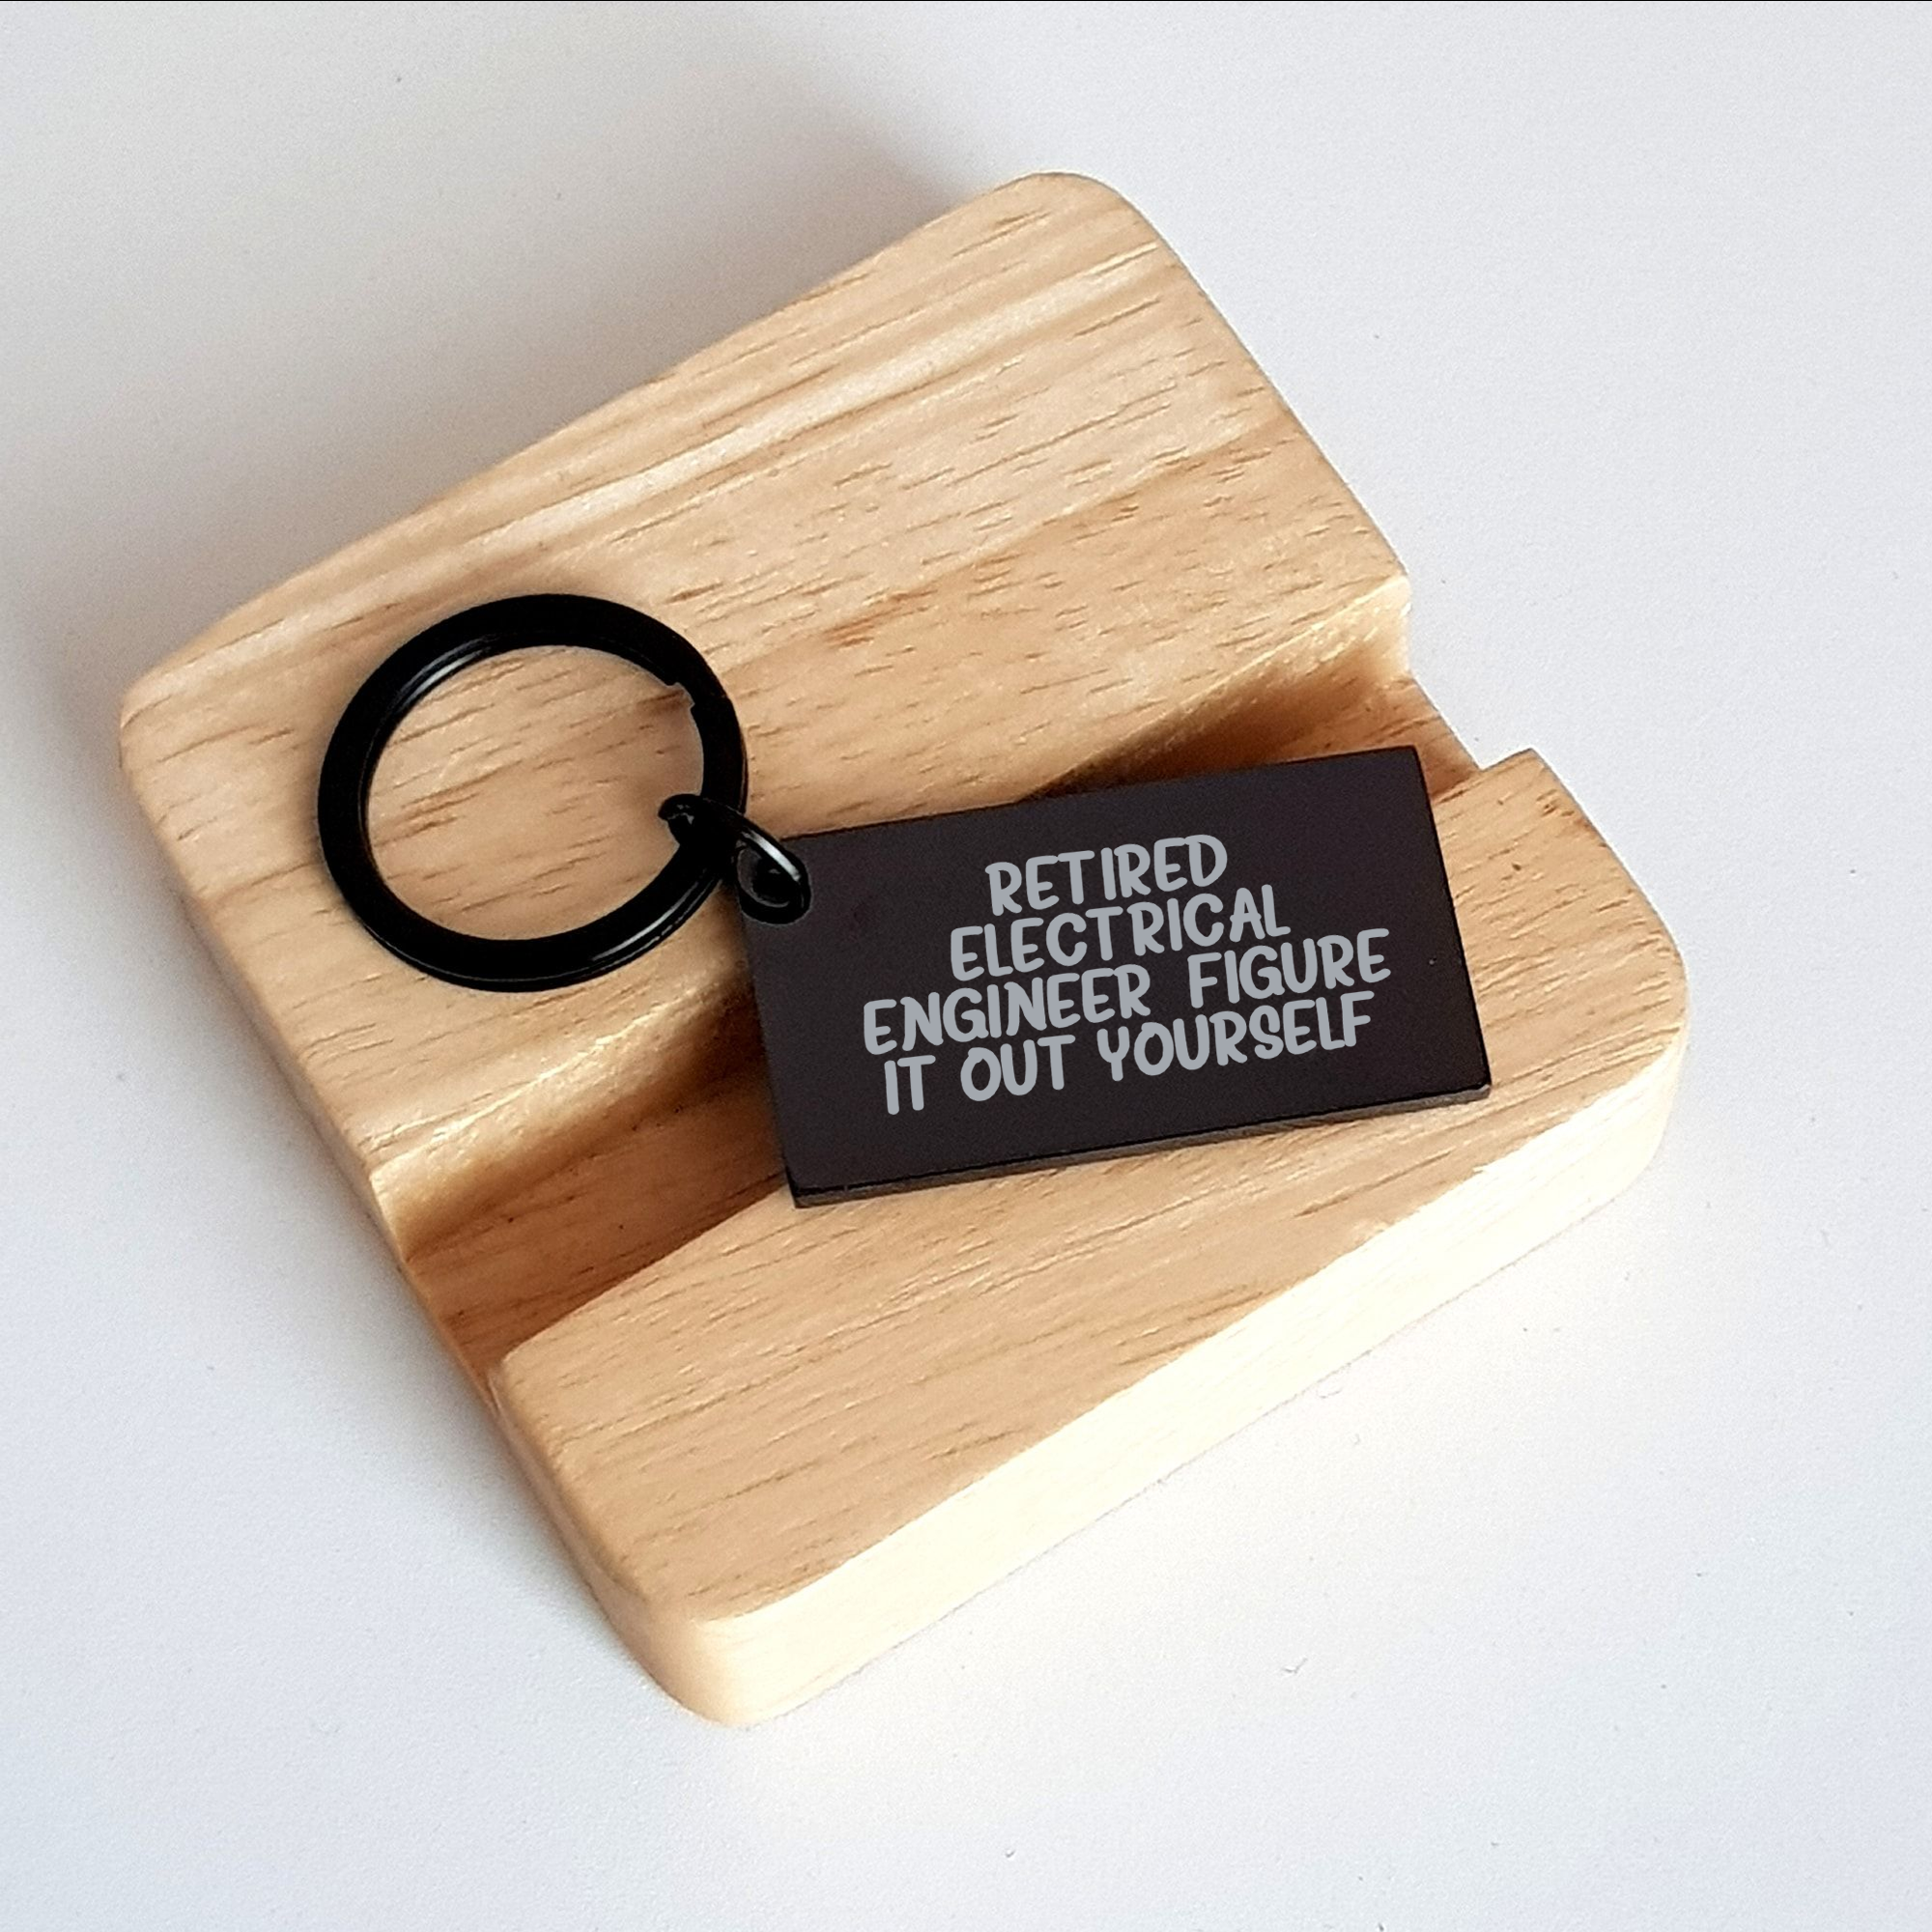 RETIRED
ELECTRICAL
ENGINEER FIGURE
IT OUT YOURSELF